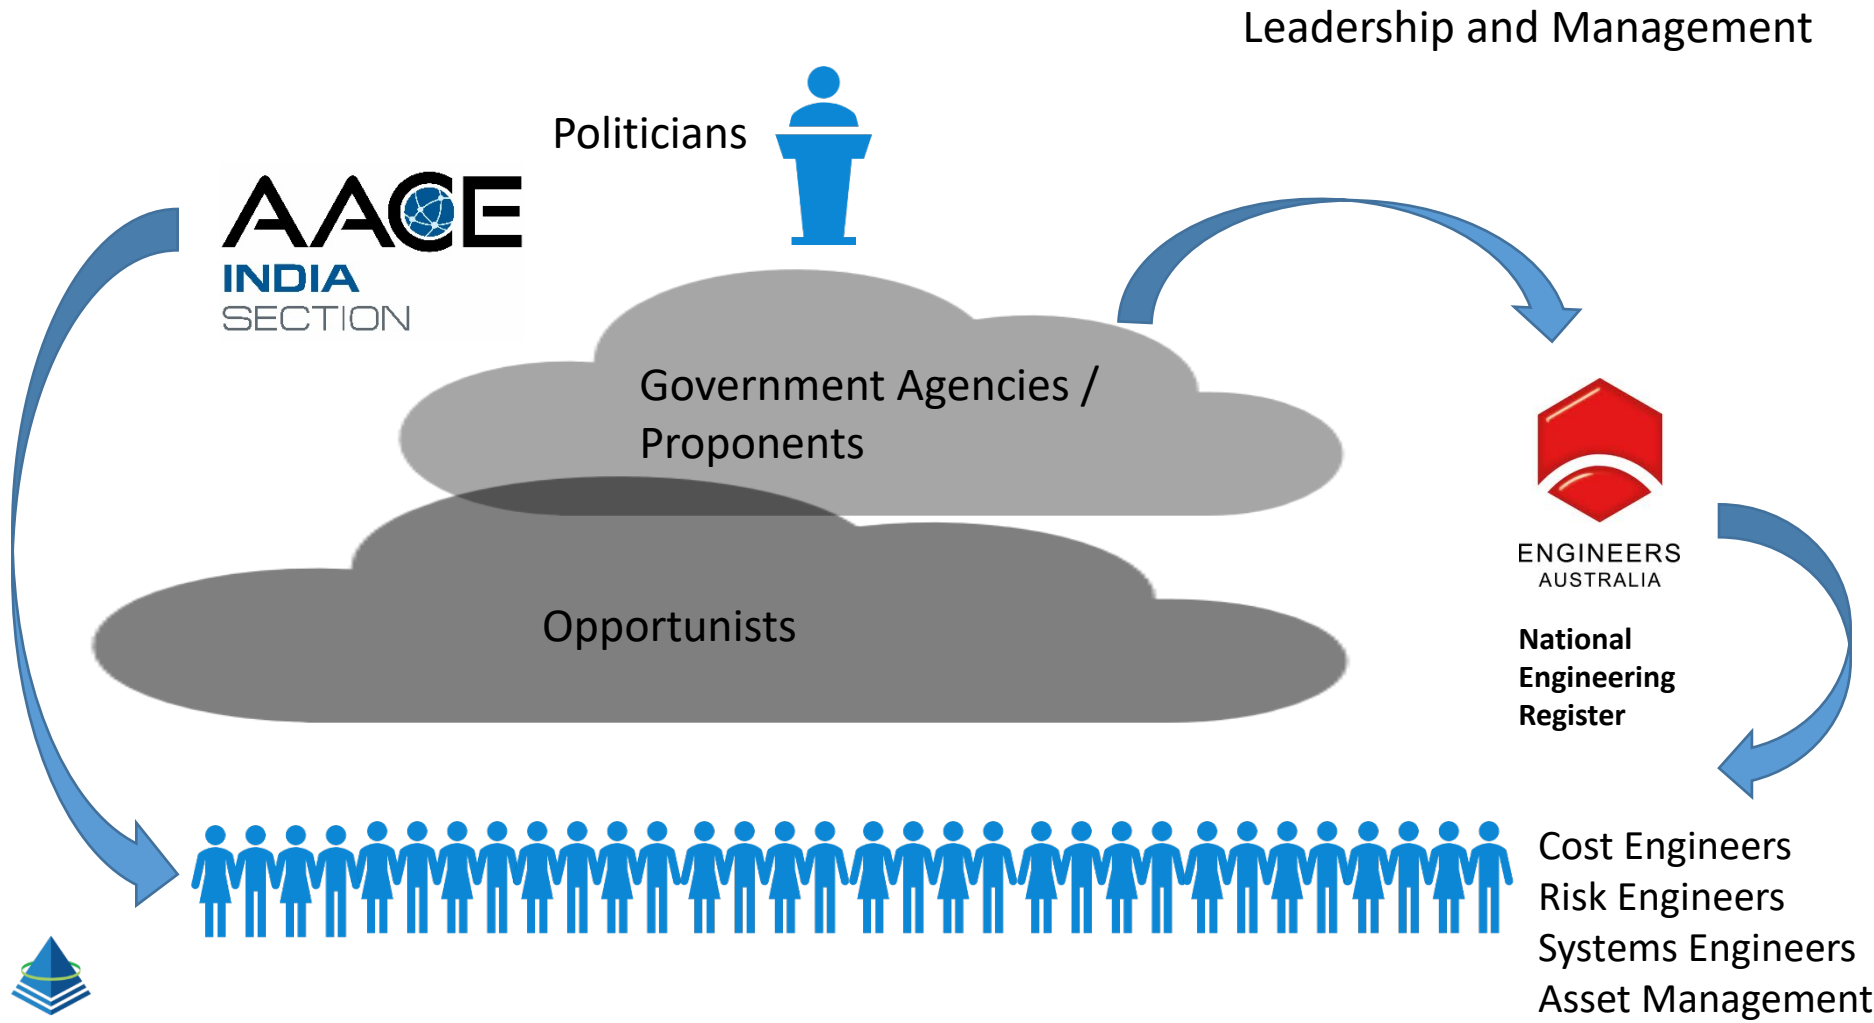 Leadership and Management
Politicians
AACE
INDIA
SECTION
Government Agencies /
Proponents
Opportunists
ENGINEERS
AUSTRALIA
National
Engineering
Register
Cost Engineers
Risk Engineers
Systems Engineers
Asset Management